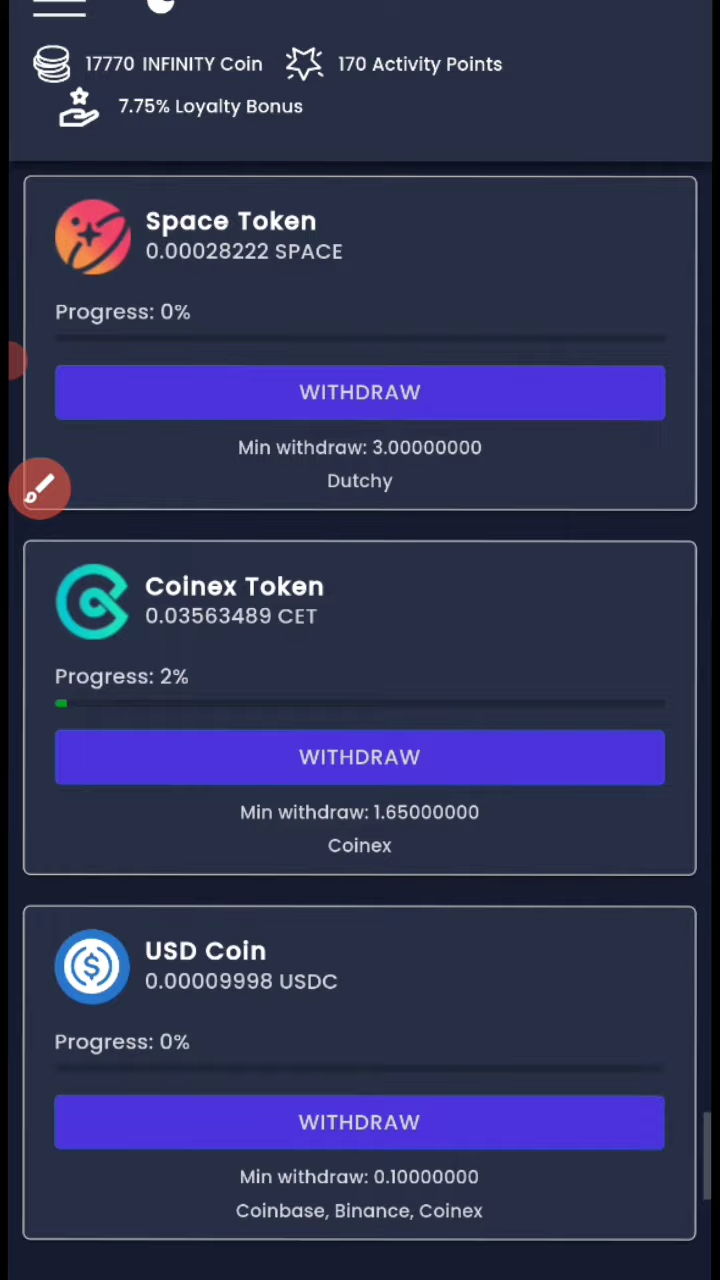 17770 INFINITY Coin 170 Activity Points
7.75% Loyalty Bonus
Space Token
0.00028222 SPACE
Progress: 0%
WITHDRAW
Min withdraw: 3.00000000
Dutchy
Coinex Token
0.03563489 CET
Progress: 2%
WITHDRAW
Min withdraw: 1.65000000
Coinex
USD Coin
0.00009998 USDC
Progress: 0%
WITHDRAW
Min withdraw: 0.10000000
Coinbase, Binance, Coinex